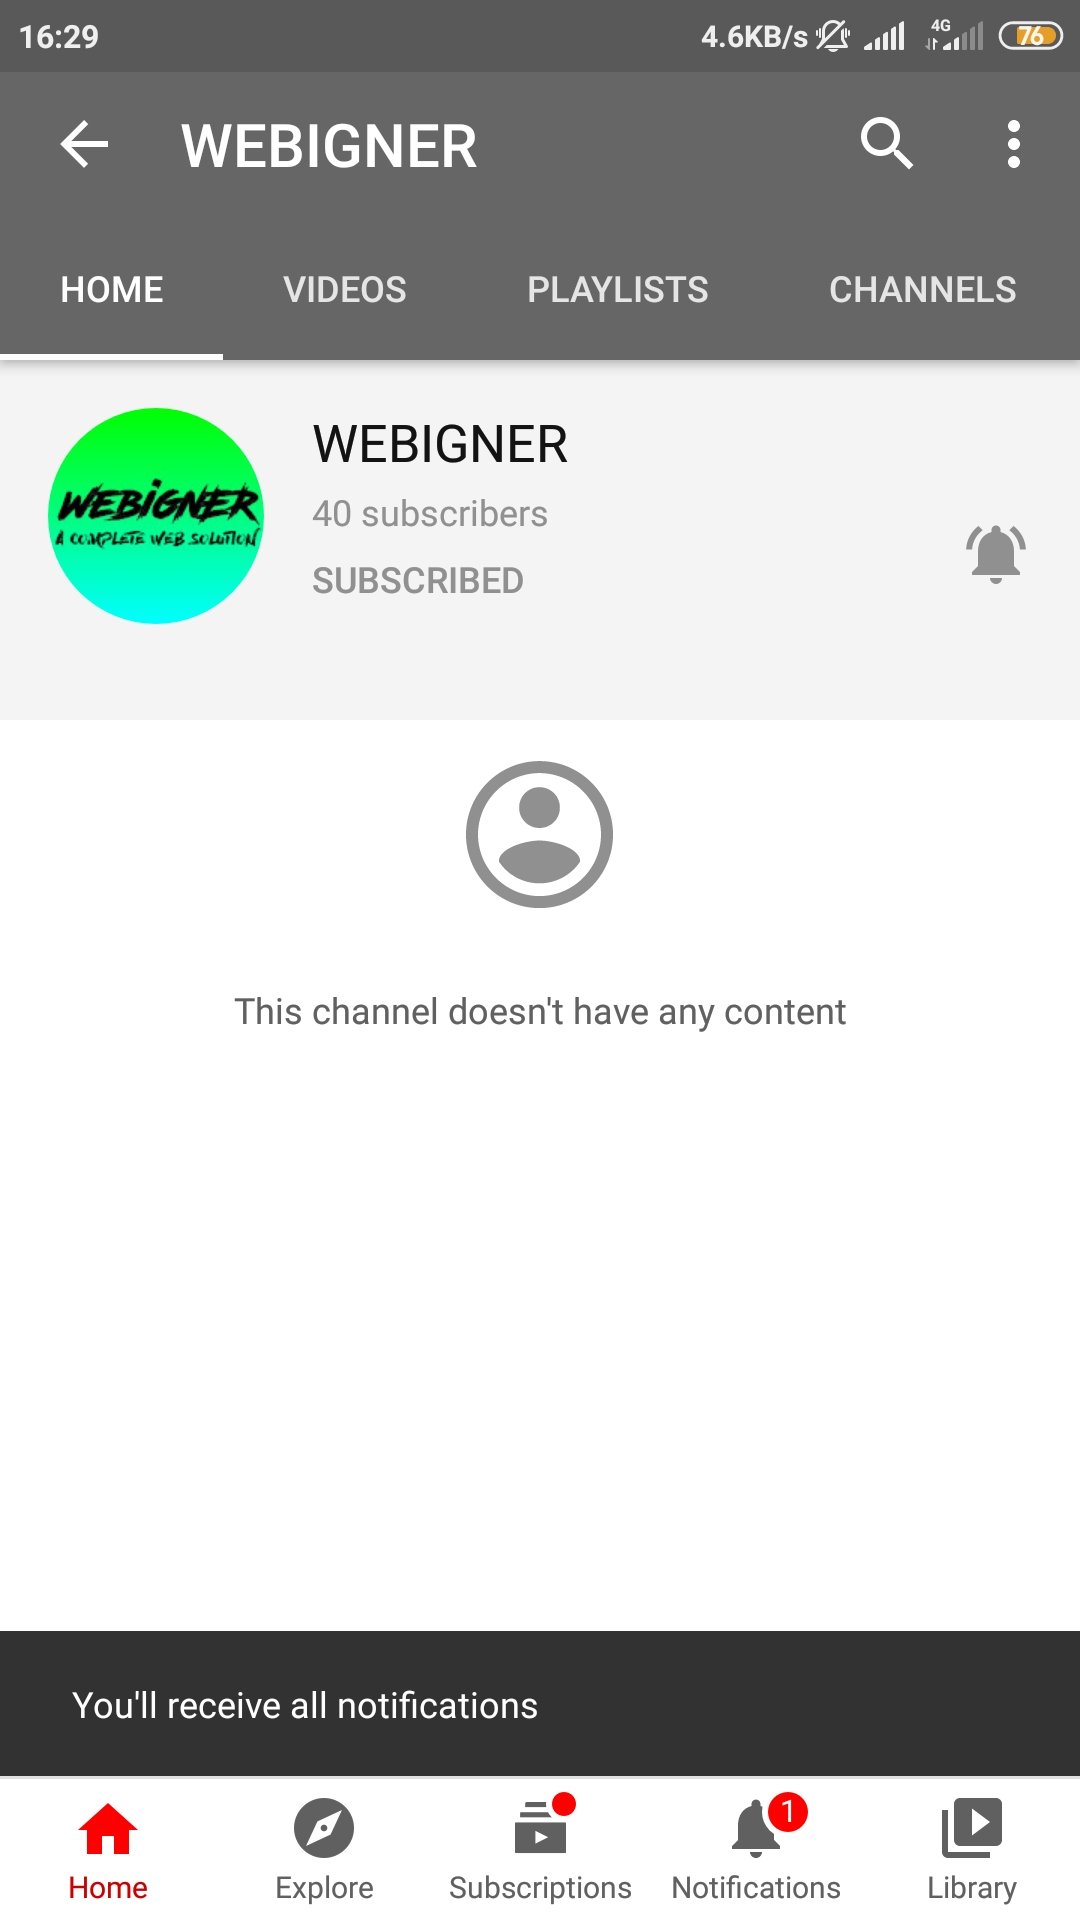 16:29
4.6KB/s 4G 76
WEBIGNER
HOME VIDEOS PLAYLISTS CHANNELS
WEBIGNER
40 subscribers
SUBSCRIBED
WEBIGNER
A COMPLETE WEB SOLUTION
This channel doesn't have any content
You'll receive all notifications
1
Home Explore Subscriptions Notifications Library